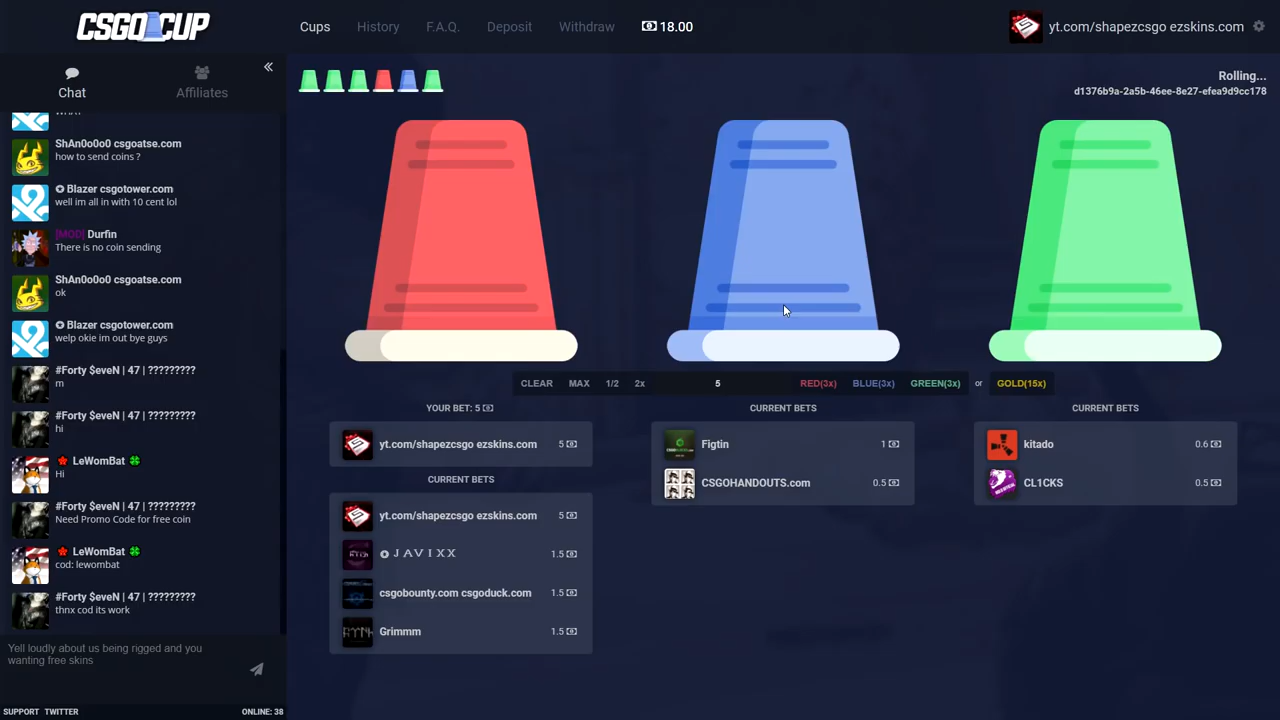 CSGO CUP
Cups
History
F.A.Q.
Deposit
Withdraw
18.00
yt.com/shapezcsgo ezskins.com
Chat
Affiliates
Rolling...
d1376b9a-2a5b-46ee-8e27-efea9d9cc178
ShAn0o0o0 csgoatse.com
how to send coins ?
Blazer csgotower.com
well im all in with 10 cent lol
[MOD] Durfin
There is no coin sending
ShAn0o0o0 csgoatse.com
ok
Blazer csgotower.com
welp okie im out bye guys
#Forty $eveN | 47 | ?????????
m
#Forty $eveN | 47 | ?????????
hi
LeWomBat
Hi
#Forty $eveN | 47 | ?????????
Need Promo Code for free coin
LeWomBat
cod: lewombat
#Forty $eveN | 47 | ?????????
thnx cod its work
Yell loudly about us being rigged and you
wanting free skins
SUPPORT TWITTER
ONLINE: 38
CLEAR MAX 1/2 2x 5 RED(3x) BLUE(3x) GREEN(3x) or GOLD(15x)
YOUR BET: 5
yt.com/shapezcsgo ezskins.com 5
CURRENT BETS
yt.com/shapezcsgo ezskins.com 5
J A V I X X 1.5
csgobounty.com csgoduck.com 1.5
Grimmm 1.5
CURRENT BETS
Figtin 1
CSGOHANDOUTS.com 0.5
CURRENT BETS
kitado 0.6
CL1CKS 0.5